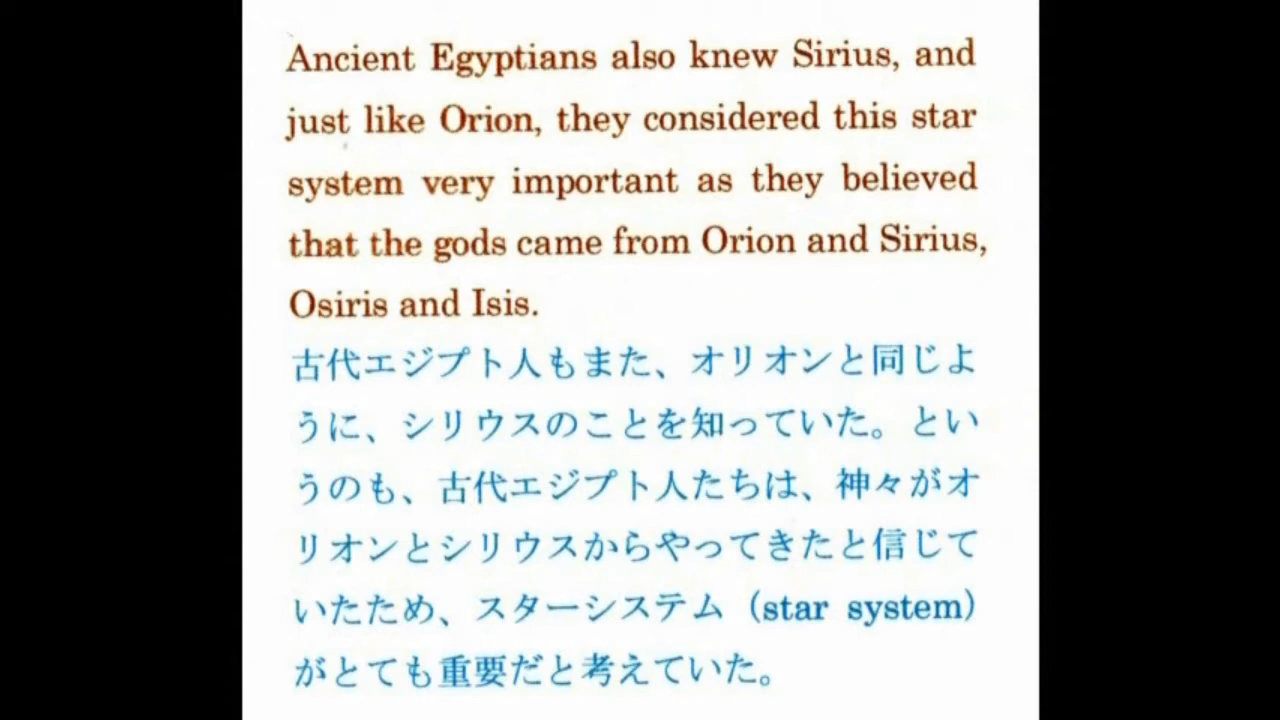 Ancient Egyptians also knew Sirius, and
just like Orion, they considered this star
system very important as they believed
that the gods came from Orion and Sirius,
Osiris and Isis.
古代エジプト人もまた、オリオンと同じよ
うに、シリウスのことを知っていた。とい
うのも、古代エジプト人たちは、神々がオ
リオンとシリウスからやってきたと信じて
いたため、スターシステム（star system）
がとても重要だと考えていた。